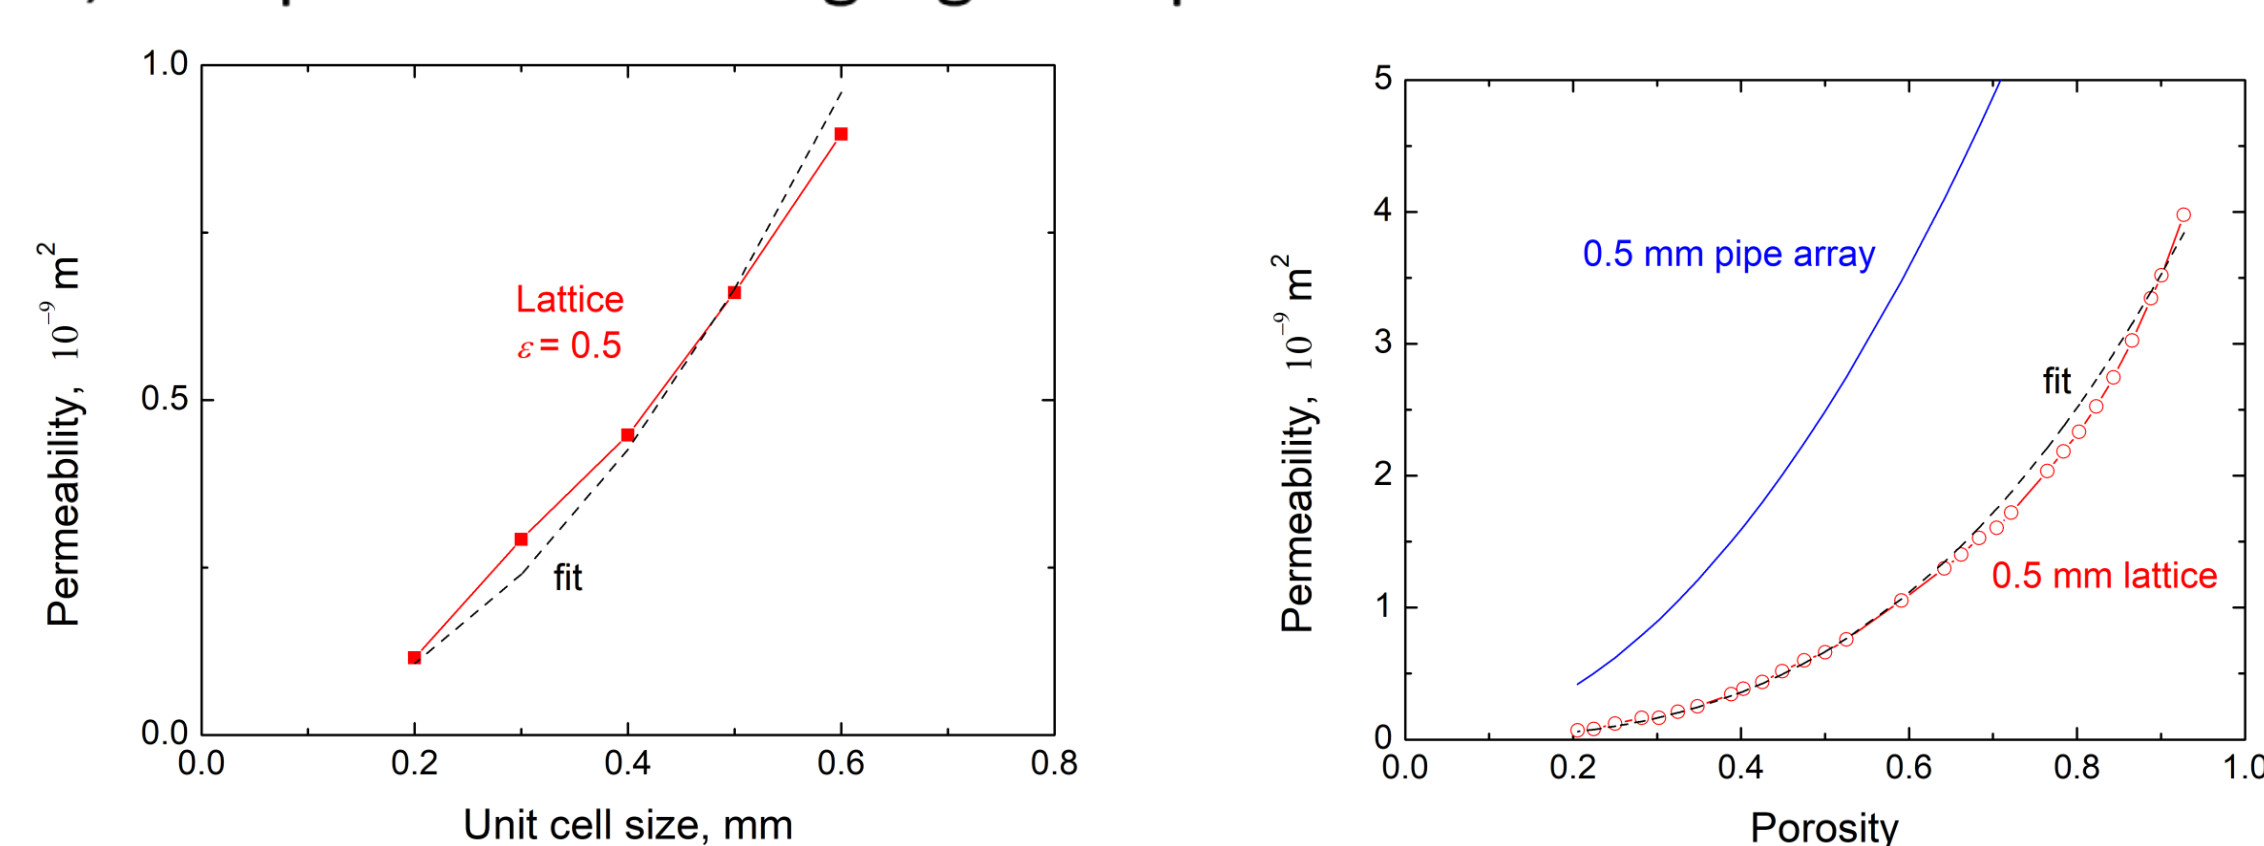 1.0
0.5
0.0
0.0 0.2 0.4 0.6 0.8
Unit cell size, mm
Permeability, 10⁻⁹ m²
Lattice
ε = 0.5
fit
5
4
3
2
1
0
0.0 0.2 0.4 0.6 0.8 1.0
Porosity
Permeability, 10⁻⁹ m²
0.5 mm pipe array
fit
0.5 mm lattice